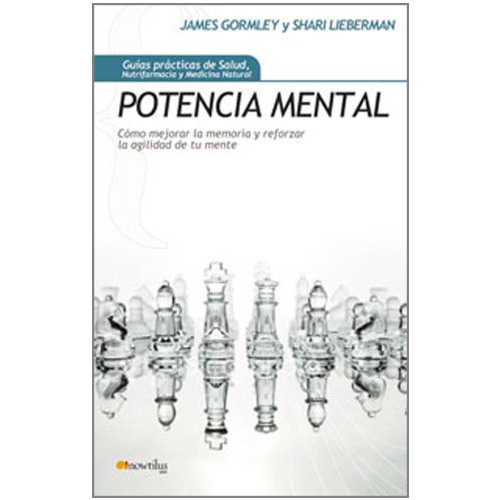 JAMES GORMLEY y SHARI LIEBERMAN
Guías prácticas de Salud,
Nutrifarmacia y Medicina Natural
POTENCIA MENTAL
Cómo mejorar la memoria y reforzar
la agilidad de tu mente
nowtilus